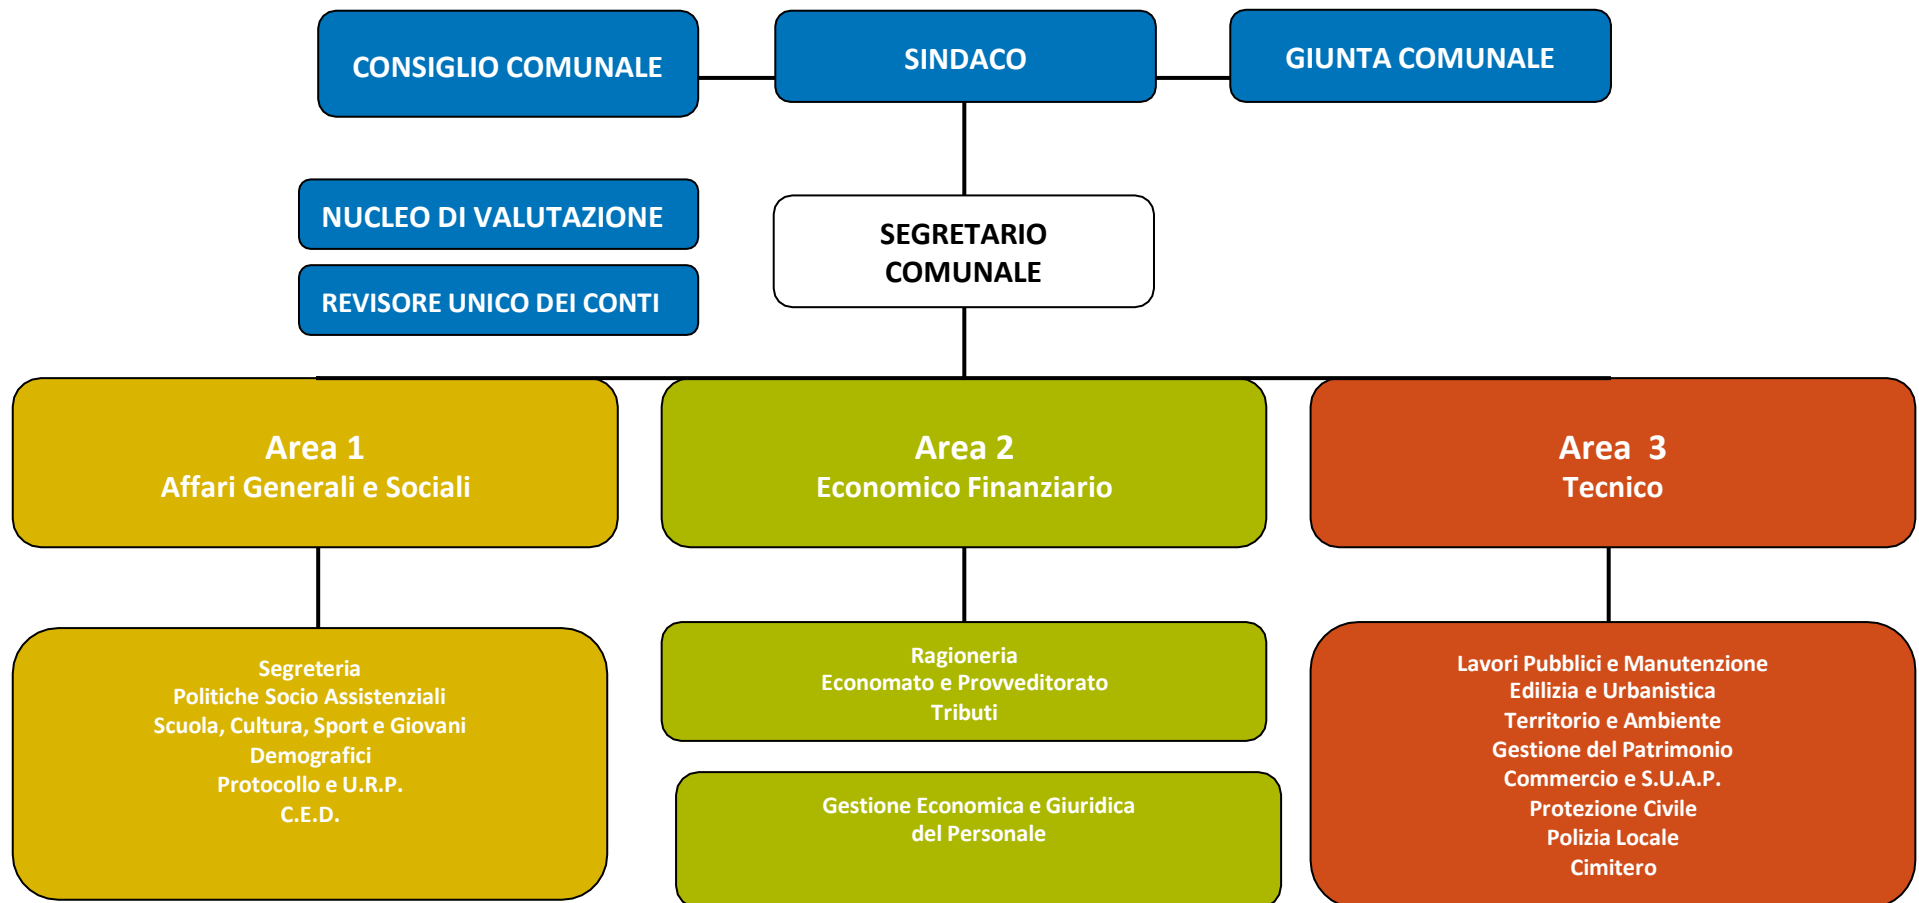 CONSIGLIO COMUNALE
SINDACO
GIUNTA COMUNALE
NUCLEO DI VALUTAZIONE
REVISORE UNICO DEI CONTI
SEGRETARIO
COMUNALE
Area 1
Affari Generali e Sociali
Area 2
Economico Finanziario
Area 3
Tecnico
Segreteria
Politiche Socio Assistenziali
Scuola, Cultura, Sport e Giovani
Demografici
Protocollo e U.R.P.
C.E.D.
Ragioneria
Economato e Provveditorato
Tributi
Gestione Economica e Giuridica
del Personale
Lavori Pubblici e Manutenzione
Edilizia e Urbanistica
Territorio e Ambiente
Gestione del Patrimonio
Commercio e S.U.A.P.
Protezione Civile
Polizia Locale
Cimitero